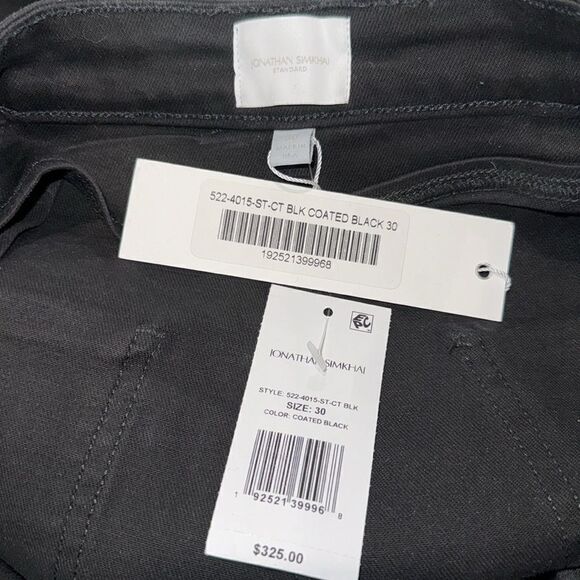 JONATHAN SIMKHAI
STANDARD
522-4015-ST-CT BLK COATED BLACK 30
192521399968
JONATHAN SIMKHAI
STYLE: 522-4015-ST-CT BLK
SIZE: 30
COLOR: COATED BLACK
1 92521 39996 8
$325.00